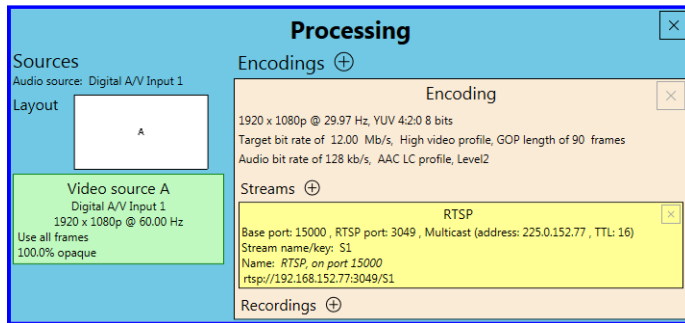 Processing
Sources
Audio source: Digital A/V Input 1
Layout
A
Video source A
Digital A/V Input 1
1920 x 1080p @ 60.00 Hz
Use all frames
100.0% opaque
Encodings
Encoding
1920 x 1080p @ 29.97 Hz, YUV 4:2:0 8 bits
Target bit rate of 12.00 Mb/s, High video profile, GOP length of 90 frames
Audio bit rate of 128 kb/s, AAC LC profile, Level2
Streams
RTSP
Base port: 15000 , RTSP port: 3049 , Multicast (address: 225.0.152.77 , TTL: 16)
Stream name/key: S1
Name: RTSP, on port 15000
rtsp://192.168.152.77:3049/S1
Recordings